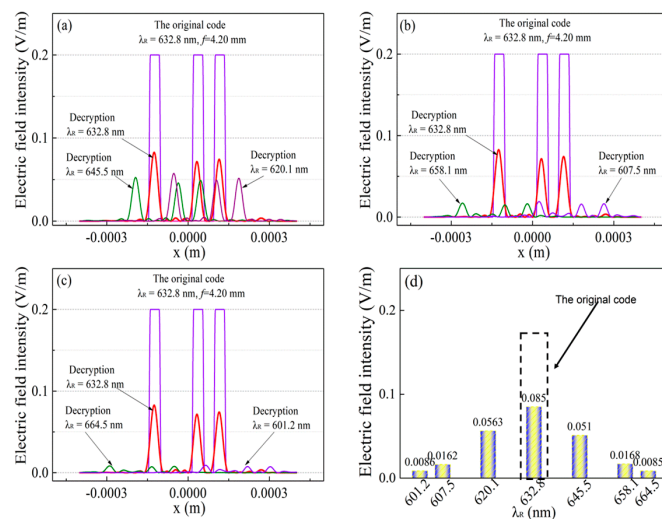 (a)
The original code
λR = 632.8 nm, f=4.20 mm
0.2
0.1
0.0
Electric field intensity (V/m)
Decryption
λR = 632.8 nm
Decryption
λR = 645.5 nm
Decryption
λR = 620.1 nm
-0.0003
0.0000
0.0003
x (m)
(b)
The original code
λR = 632.8 nm, f=4.20 mm
0.2
0.1
0.0
Electric field intensity (V/m)
Decryption
λR = 632.8 nm
Decryption
λR = 658.1 nm
Decryption
λR = 607.5 nm
-0.0003
0.0000
0.0003
x (m)
(c)
The original code
λR = 632.8 nm, f=4.20 mm
0.2
0.1
0.0
Electric field intensity (V/m)
Decryption
λR = 632.8 nm
Decryption
λR = 664.5 nm
Decryption
λR = 601.2 nm
-0.0003
0.0000
0.0003
x (m)
(d)
The original code
0.2
0.1
0.0
Electric field intensity (V/m)
0.0086
0.0162
0.0563
0.085
0.051
0.0168
0.0085
601.2
607.5
620.1
632.8
645.5
658.1
664.5
λR (nm)